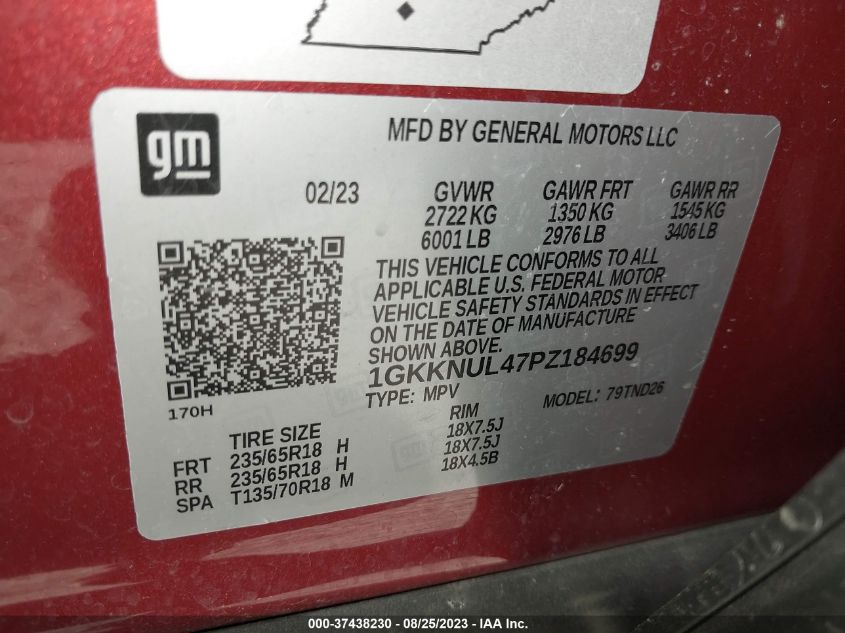 gm
MFD BY GENERAL MOTORS LLC
02/23 GVWR GAWR FRT GAWR RR
2722 KG 1350 KG 1545 KG
6001 LB 2976 LB 3406 LB
THIS VEHICLE CONFORMS TO ALL
APPLICABLE U.S. FEDERAL MOTOR
VEHICLE SAFETY STANDARDS IN EFFECT
ON THE DATE OF MANUFACTURE
SHOWN ABOVE.
1GKKNUL47PZ184699
170H TYPE: MPV MODEL: 79TND26
TIRE SIZE RIM
FRT 235/65R18 H 18X7.5J
RR 235/65R18 H 18X7.5J
SPA T135/70R18 M 18X4.5B
000-37438230 - 08/25/2023 - IAAI.COM